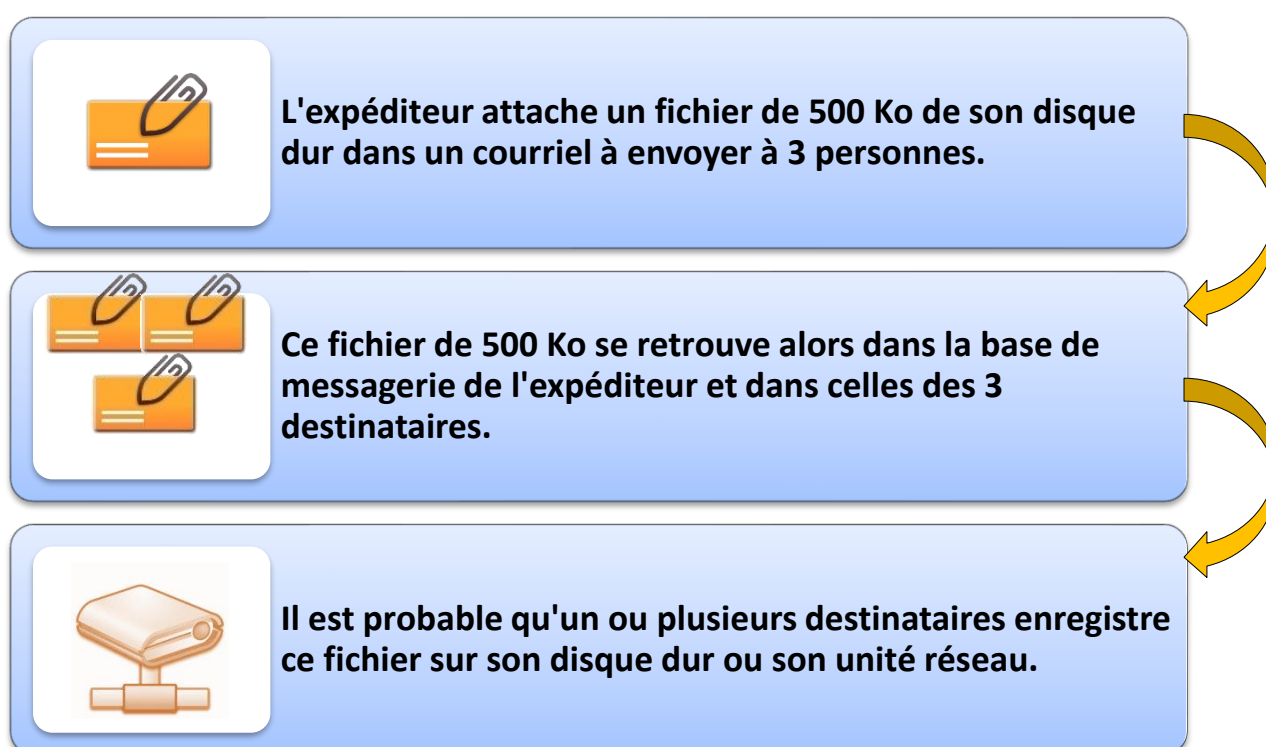 L'expéditeur attache un fichier de 500 Ko de son disque
dur dans un courriel à envoyer à 3 personnes.
Ce fichier de 500 Ko se retrouve alors dans la base de
messagerie de l'expéditeur et dans celles des 3
destinataires.
Il est probable qu'un ou plusieurs destinataires enregistre
ce fichier sur son disque dur ou son unité réseau.